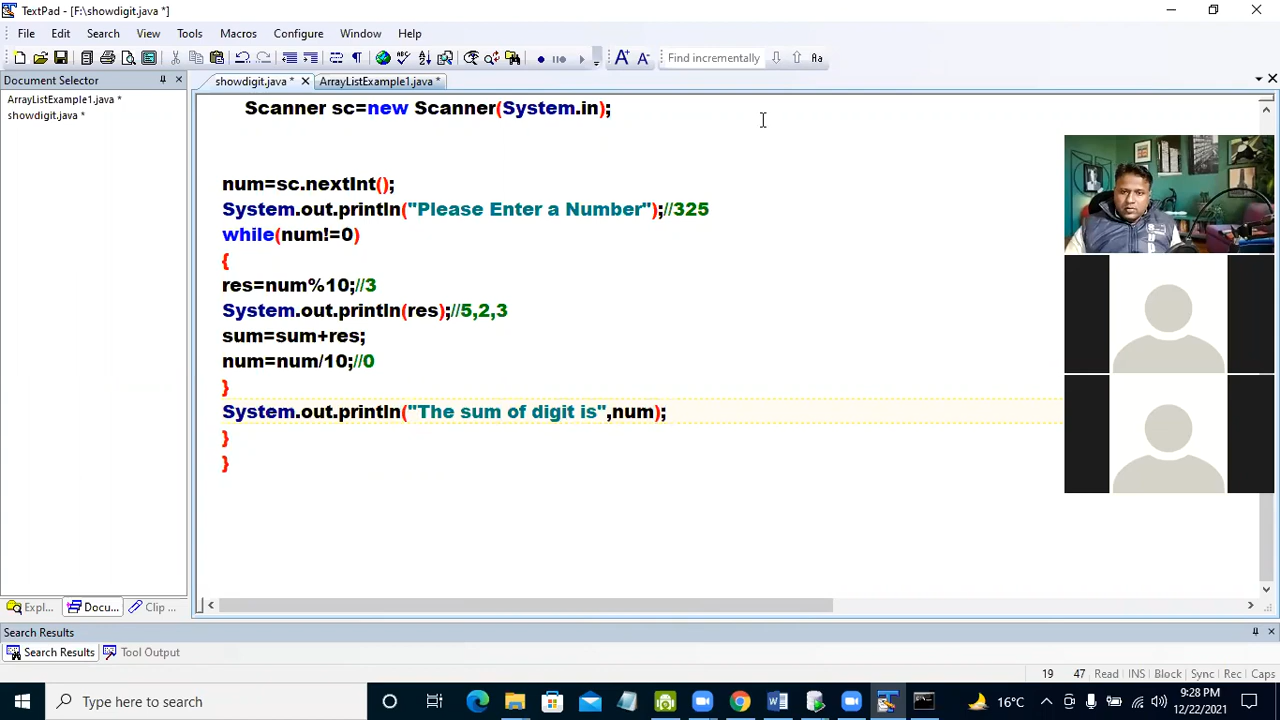 TextPad - [F:\showdigit.java *]
File Edit Search View Tools Macros Configure Window Help
Find incrementally
Document Selector
showdigit.java *
ArrayListExample1.java *
ArrayListExample1.java *
showdigit.java *
Scanner sc=new Scanner(System.in);
num=sc.nextInt();
System.out.println("Please Enter a Number");//325
while(num!=0)
{
res=num%10;//3
System.out.println(res);//5,2,3
sum=sum+res;
num=num/10;//0
}
System.out.println("The sum of digit is",num);
}
}
Expl... Docu... Clip ...
Search Results
Search Results Tool Output
19 47 Read INS Block Sync Rec Caps
Type here to search
16°C
9:28 PM
12/22/2021